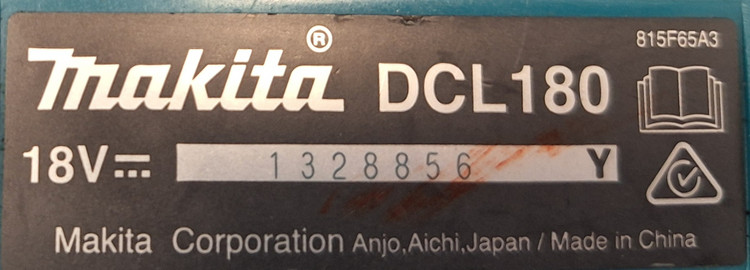 815F65A3
makita® DCL180
18V 1328856 Y
Makita Corporation Anjo,Aichi,Japan / Made in China